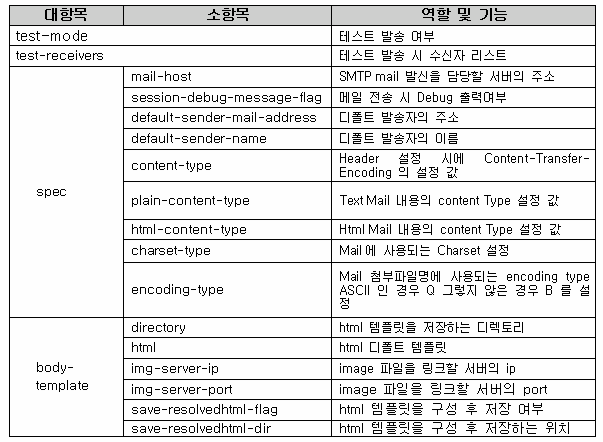 대항목 소항목 역할 및 기능
test-mode 테스트 발송 여부
test-receivers 테스트 발송 시 수신자 리스트
spec
mail-host SMTP mail 발신을 담당할 서버의 주소
session-debug-message-flag 메일 전송 시 Debug 출력여부
default-sender-mail-address 디폴트 발송자의 주소
default-sender-name 디폴트 발송자의 이름
content-type Header 설정 시에 Content-Transfer-
Encoding 의 설정 값
plain-content-type Text Mail 내용의 content Type 설정 값
html-content-type Html Mail 내용의 content Type 설정 값
charset-type Mail 에 사용되는 Charset 설정
encoding-type Mail 첨부파일명에 사용되는 encoding type
ASCII 인 경우 Q 그렇지 않은 경우 B 를 설
정
body-
template
directory html 템플릿을 저장하는 디렉토리
html html 디폴트 템플릿
img-server-ip image 파일을 링크할 서버의 ip
img-server-port image 파일을 링크할 서버의 port
save-resolvedhtml-flag html 템플릿을 구성 후 저장 여부
save-resolvedhtml-dir html 템플릿을 구성 후 저장하는 위치